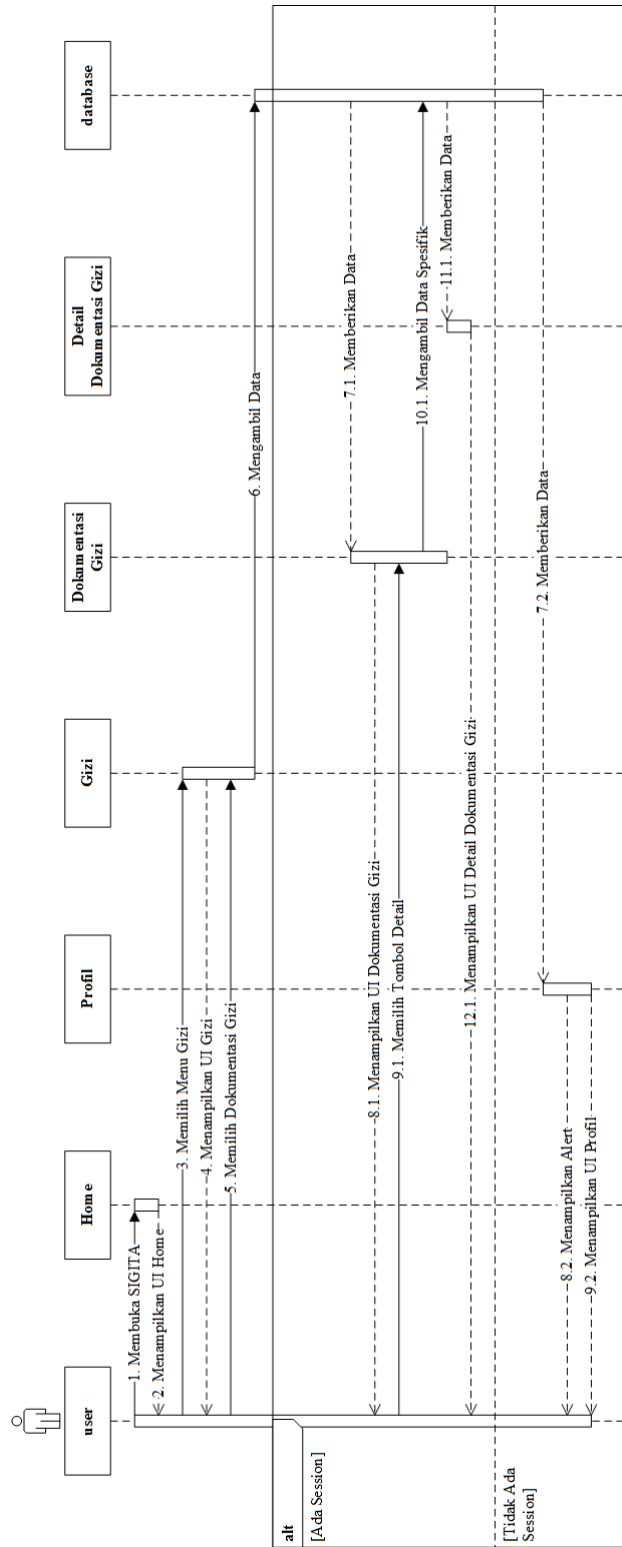 user
Home
Profil
Gizi
Dokumentasi
Gizi
Detail
Dokumentasi Gizi
database
1. Membuka SIGITA
2. Menampilkan UI Home
3. Memilih Menu Gizi
4. Menampilkan UI Gizi
5. Memilih Dokumentasi Gizi
6. Mengambil Data
alt
[Ada Session]
7.1. Memberikan Data
8.1. Menampilkan UI Dokumentasi Gizi
9.1. Memilih Tombol Detail
10.1. Mengambil Data Spesifik
11.1. Memberikan Data
12.1. Menampilkan UI Detail Dokumentasi Gizi
[Tidak Ada
Session]
7.2. Memberikan Data
8.2. Menampilkan Alert
9.2. Menampilkan UI Profil